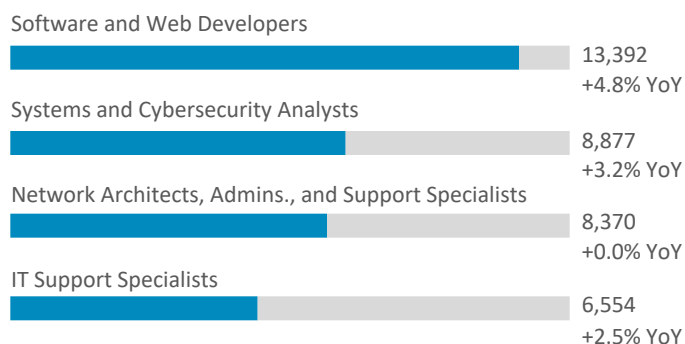 Software and Web Developers
13,392
+4.8% YoY
Systems and Cybersecurity Analysts
8,877
+3.2% YoY
Network Architects, Admins., and Support Specialists
8,370
+0.0% YoY
IT Support Specialists
6,554
+2.5% YoY